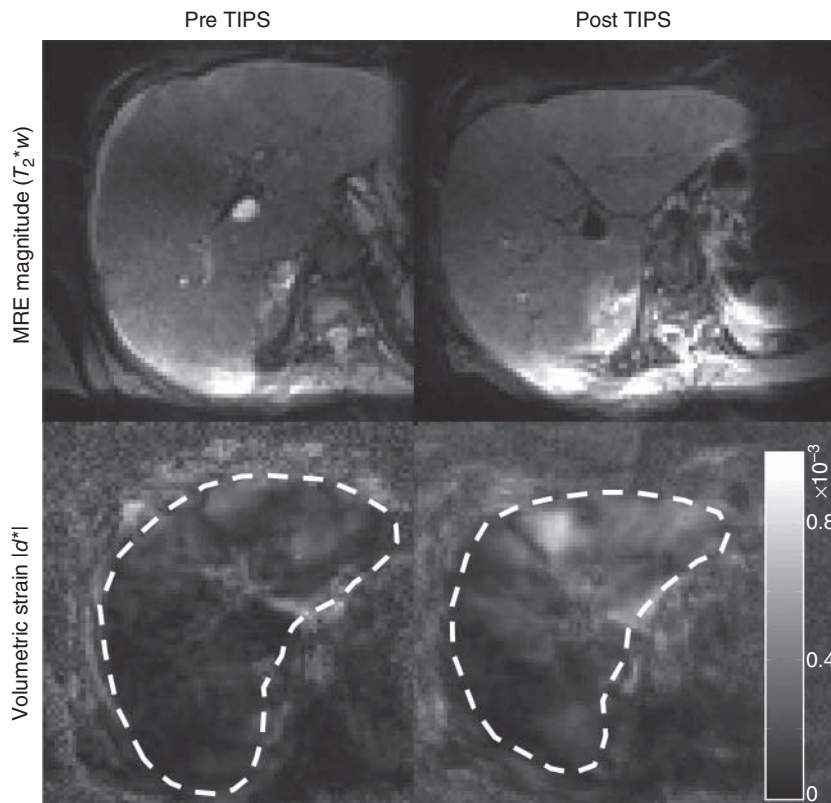 Pre TIPS
Post TIPS
MRE magnitude (T₂*w)
Volumetric strain |d*|
×10⁻³
0.8
0.4
0